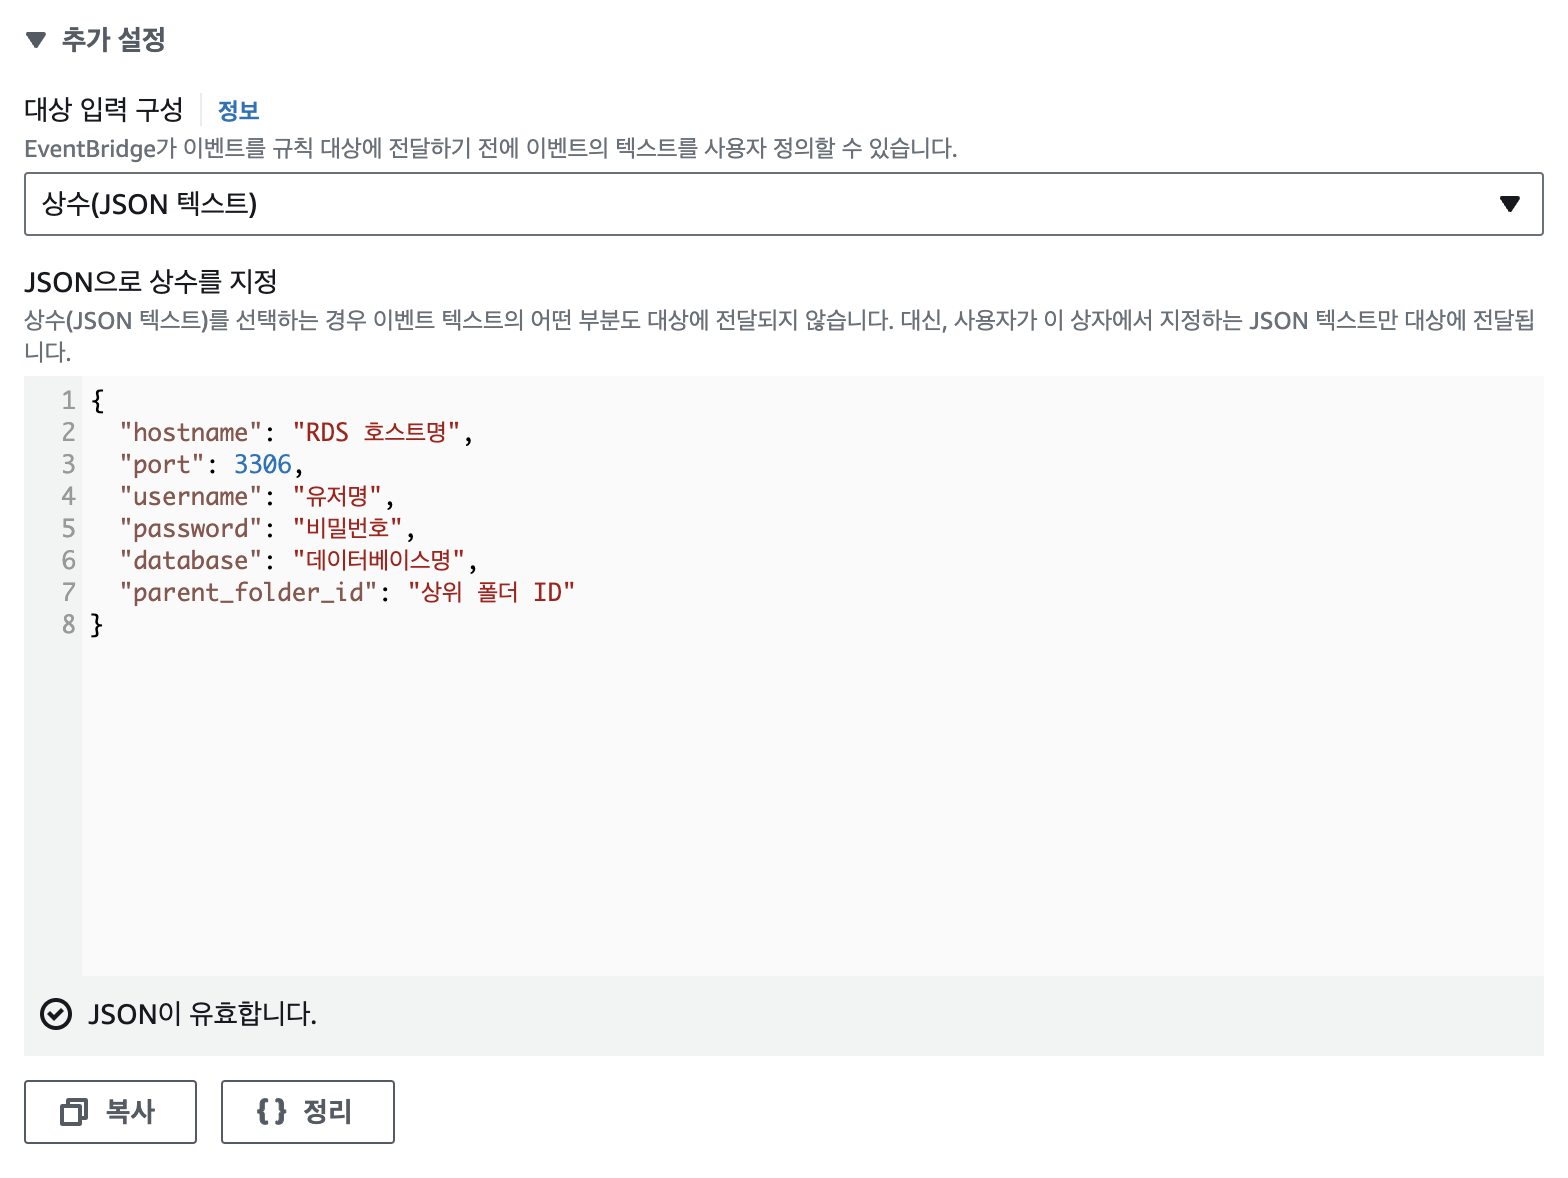 추가 설정
대상 입력 구성 정보
EventBridge가 이벤트를 규칙 대상에 전달하기 전에 이벤트의 텍스트를 사용자 정의할 수 있습니다.
상수(JSON 텍스트)
JSON으로 상수를 지정
상수(JSON 텍스트)를 선택하는 경우 이벤트 텍스트의 어떤 부분도 대상에 전달되지 않습니다. 대신, 사용자가 이 상자에서 지정하는 JSON 텍스트만 대상에 전달됩
니다.
1 {
2   "hostname": "RDS 호스트명",
3   "port": 3306,
4   "username": "유저명",
5   "password": "비밀번호",
6   "database": "데이터베이스명",
7   "parent_folder_id": "상위 폴더 ID"
8 }
JSON이 유효합니다.
복사 {} 정리